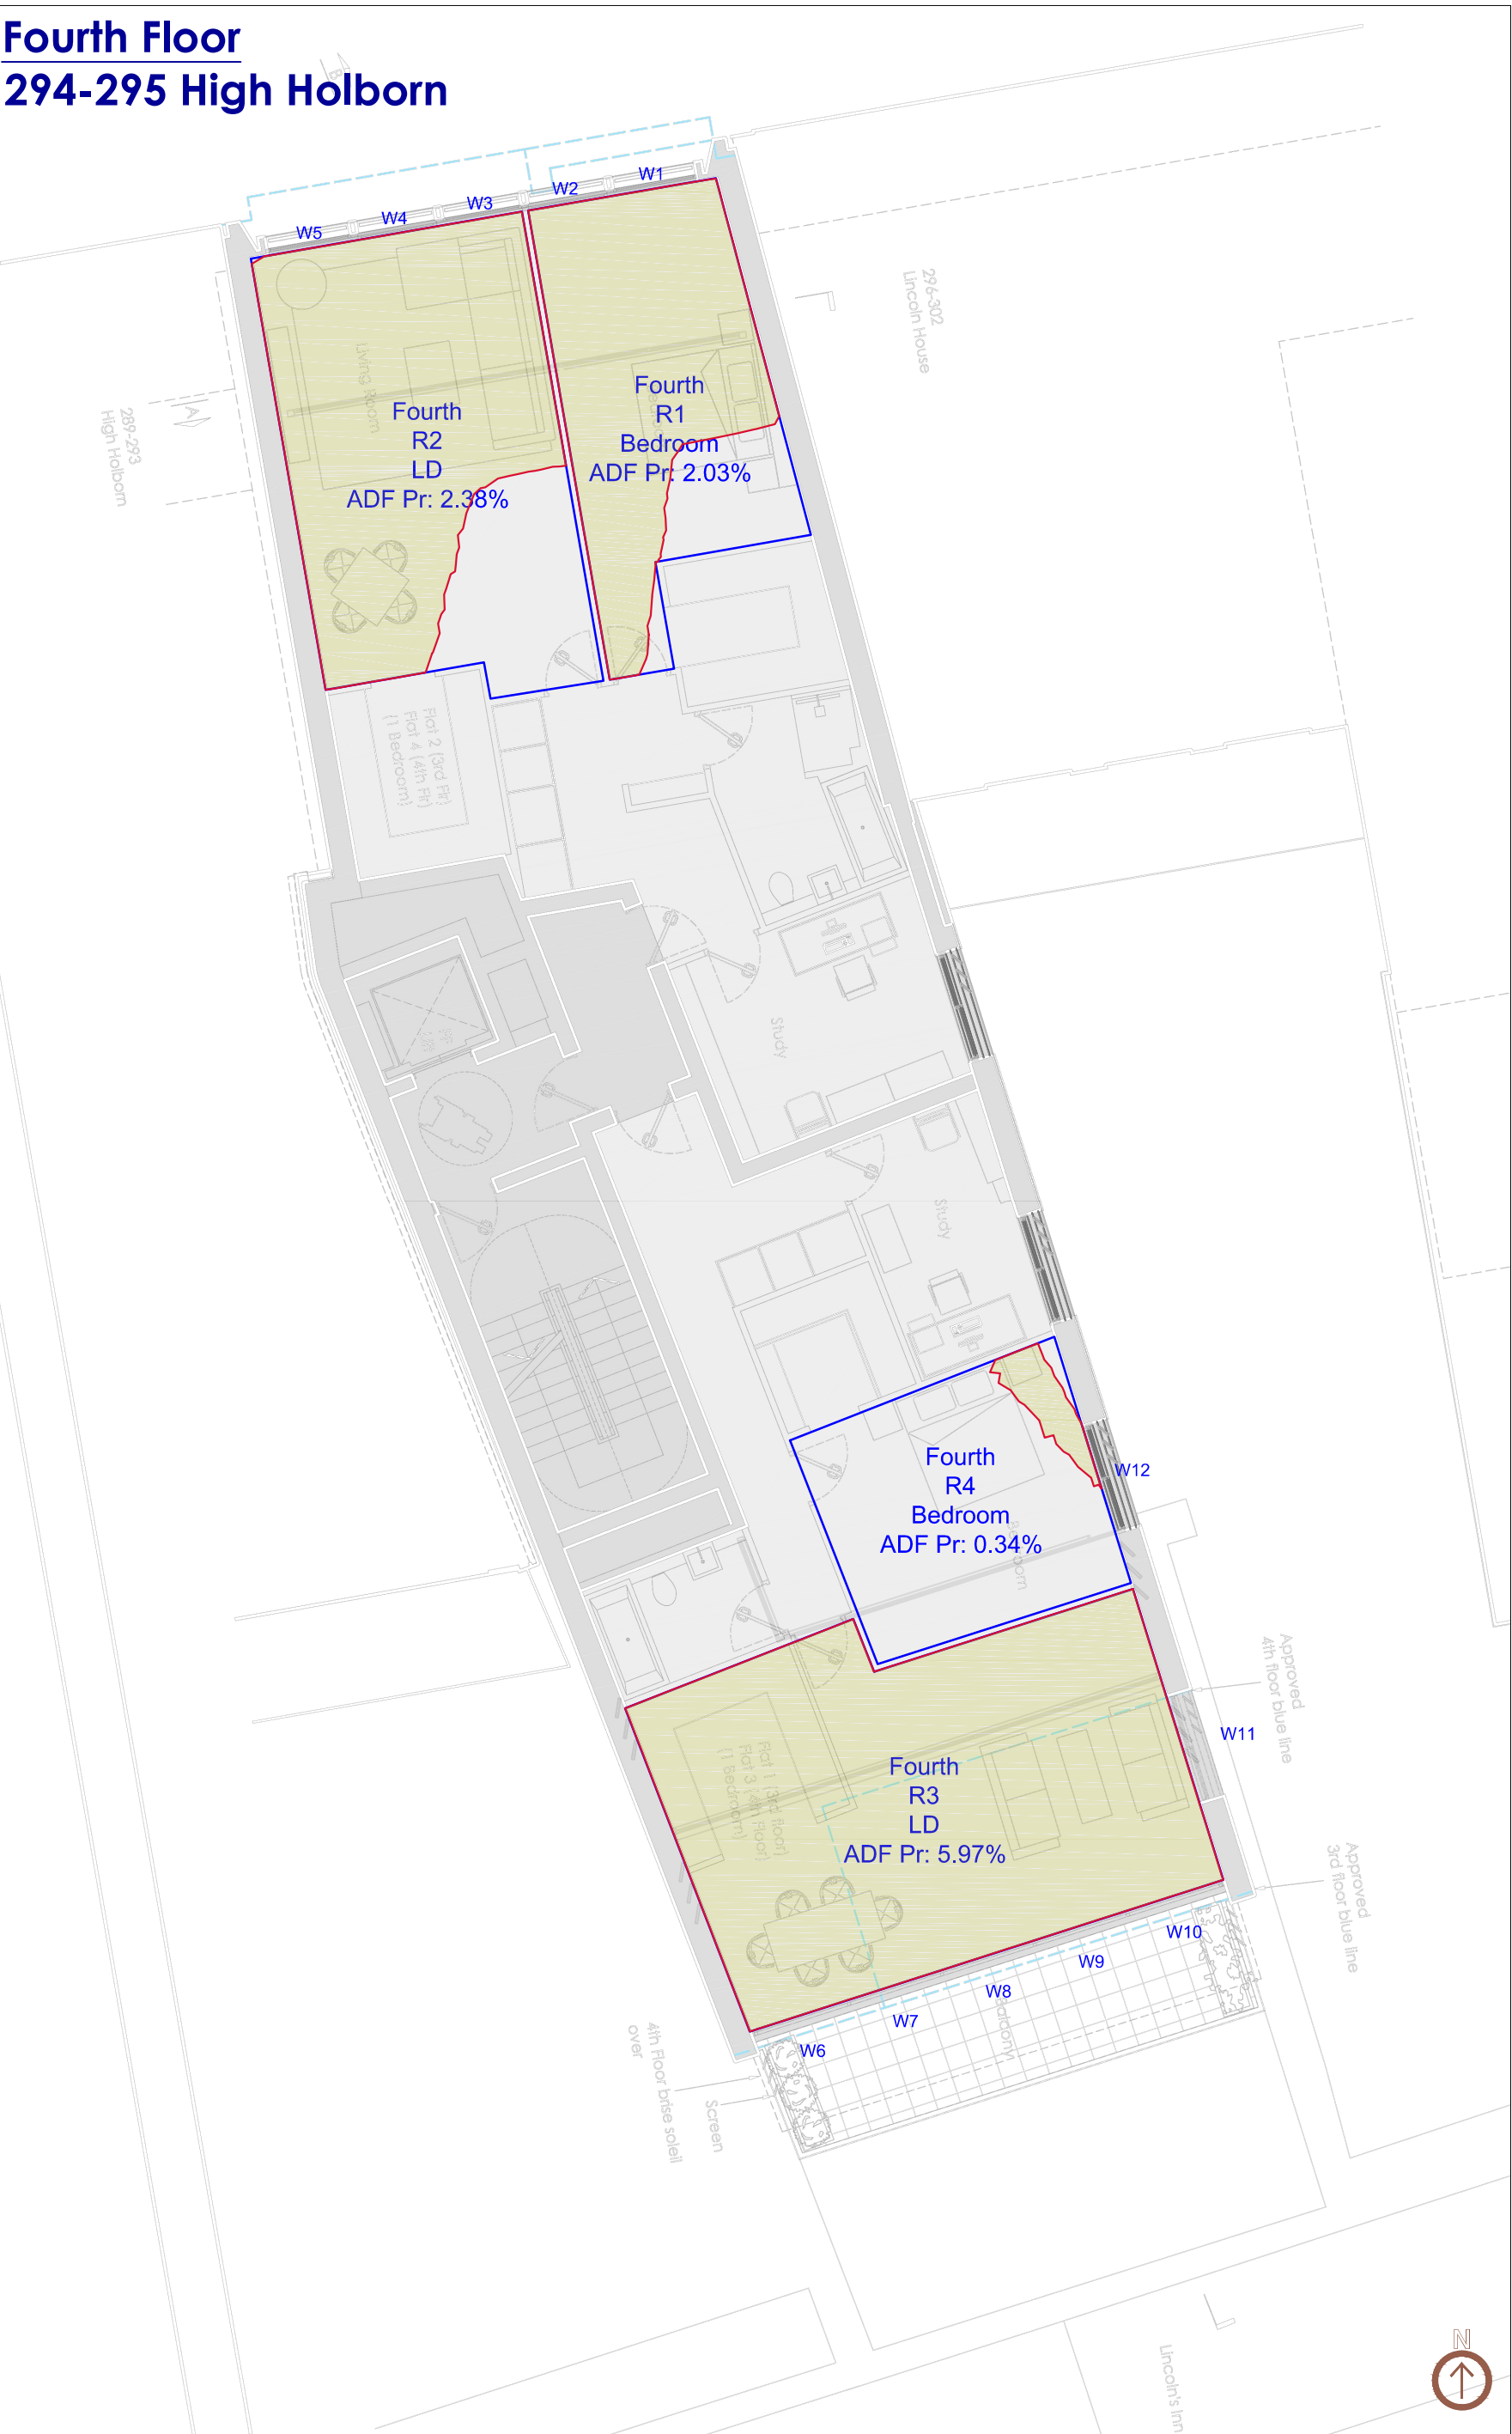 Fourth Floor
294-295 High Holborn
B
W1
W2
W3
W4
W5
296-302
Lincoln House
289-293
High Holborn
A
Living Room
Fourth
R2
LD
ADF Pr: 2.38%
Fourth
R1
Bedroom
ADF Pr: 2.03%
Flat 2 (3rd Flr)
Flat 4 (4th Flr)
(1 Bedroom)
Study
Study
Fourth
R4
Bedroom
ADF Pr: 0.34%
W12
Bedroom
Approved
4th floor blue line
W11
Flat 1 (3rd floor)
Flat 3 (4th floor)
(1 Bedroom)
Fourth
R3
LD
ADF Pr: 5.97%
Approved
3rd floor blue line
W10
W9
W8
W7
W6
Balcony
4th Floor brise soleil
over
Screen
Lincoln's Inn
N